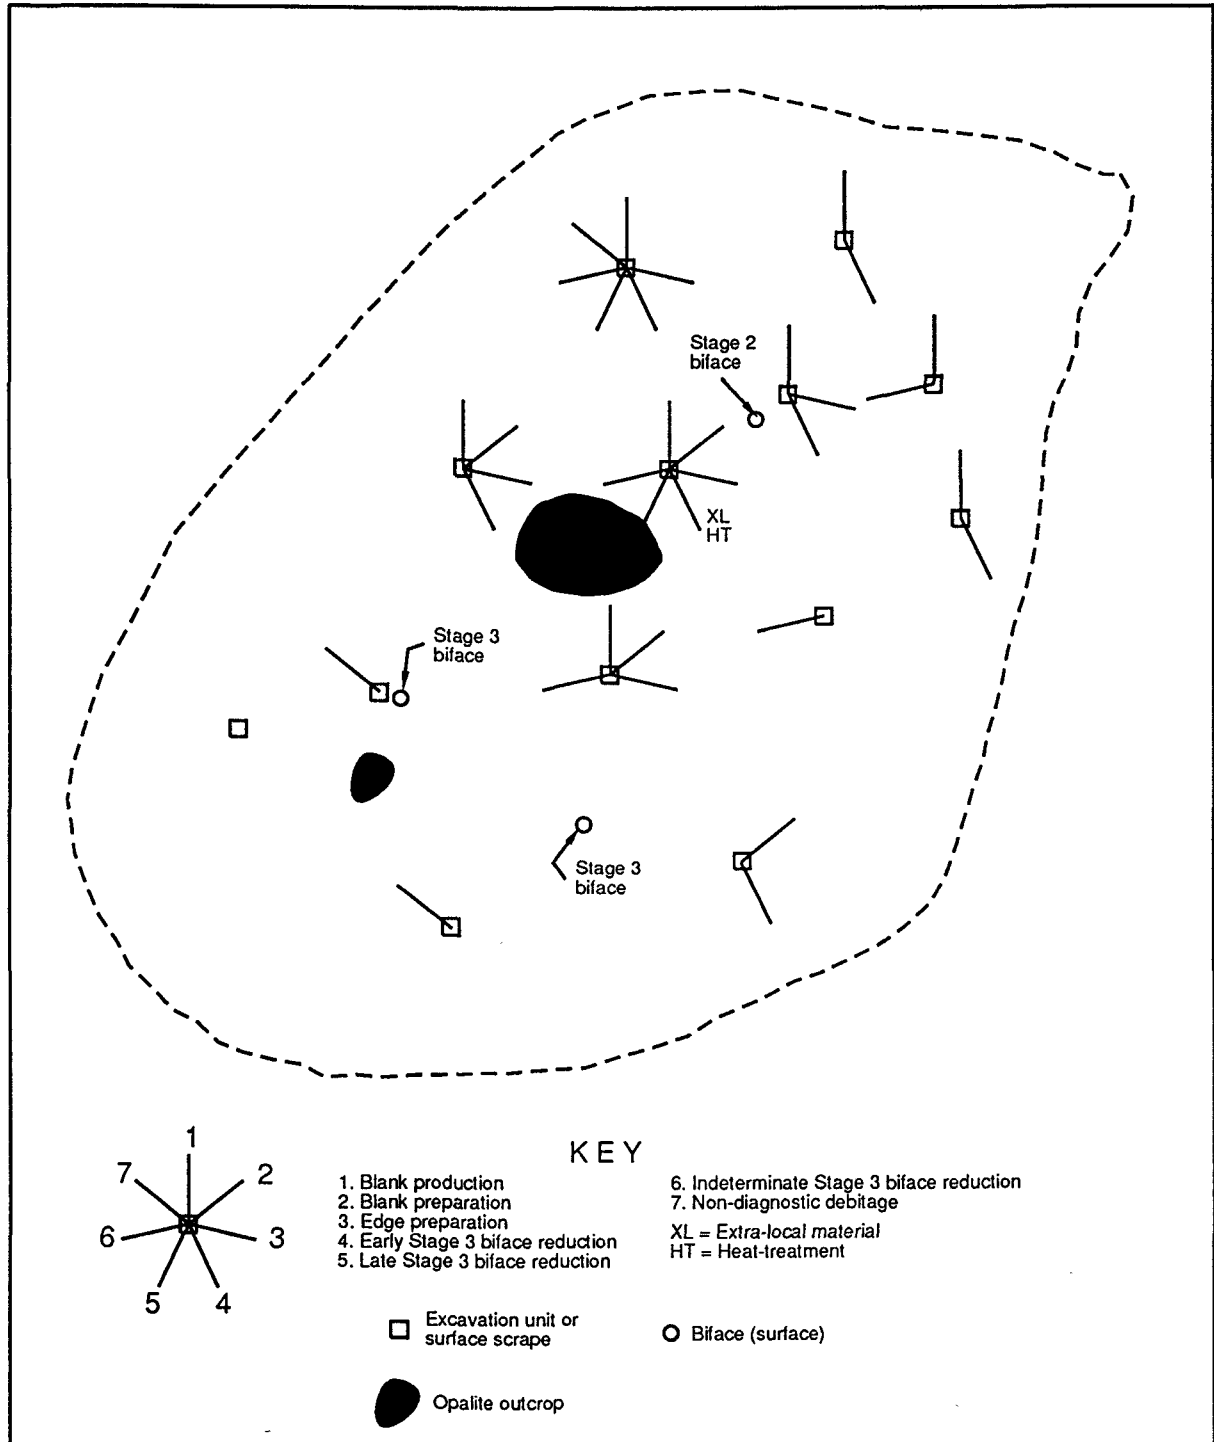 Stage 2
biface
XL
HT
Stage 3
biface
Stage 3
biface
KEY
1
2
3
4
5
6
7
1. Blank production
2. Blank preparation
3. Edge preparation
4. Early Stage 3 biface reduction
5. Late Stage 3 biface reduction
6. Indeterminate Stage 3 biface reduction
7. Non-diagnostic debitage
XL = Extra-local material
HT = Heat-treatment
Excavation unit or
surface scrape
Biface (surface)
Opalite outcrop